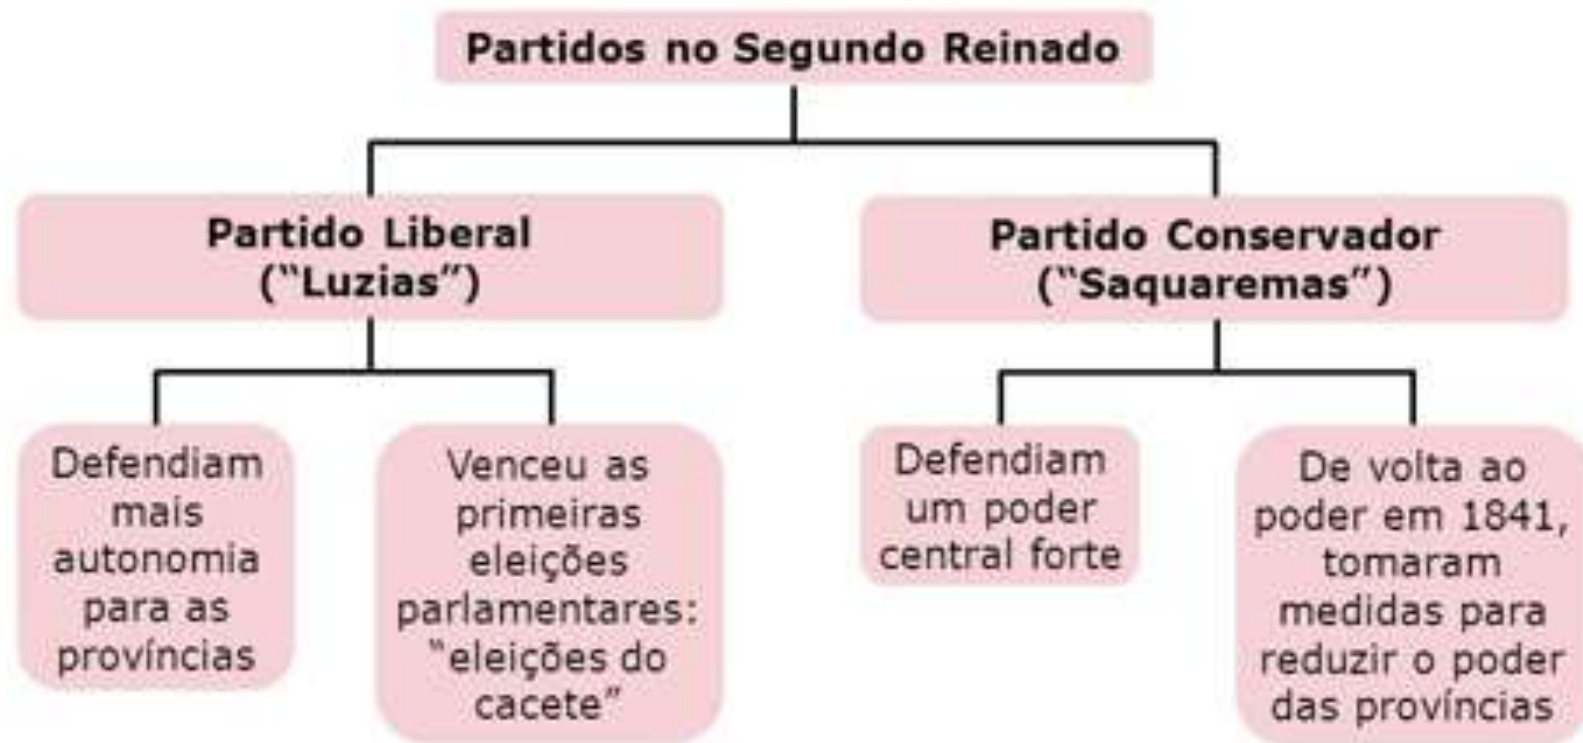 Partidos no Segundo Reinado
Partido Liberal
(“Luzias”)
Partido Conservador
(“Saquaremas”)
Defendiam
mais
autonomia
para as
províncias
Venceu as
primeiras
eleições
parlamentares:
“eleições do
cacete”
Defendiam
um poder
central forte
De volta ao
poder em 1841,
tomaram
medidas para
reduzir o poder
das províncias